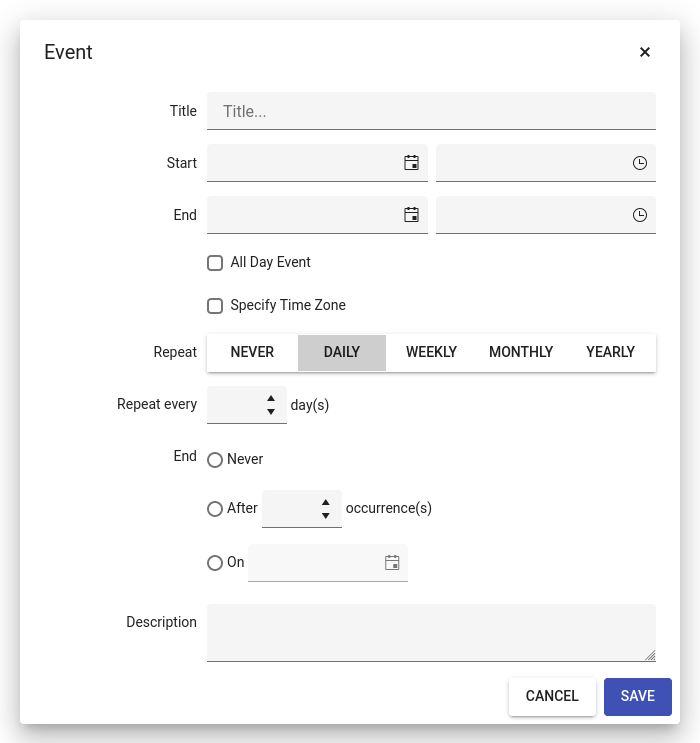 Event
Title Title...
Start
End
All Day Event
Specify Time Zone
Repeat NEVER DAILY WEEKLY MONTHLY YEARLY
Repeat every day(s)
End Never
After occurrence(s)
On
Description
CANCEL SAVE